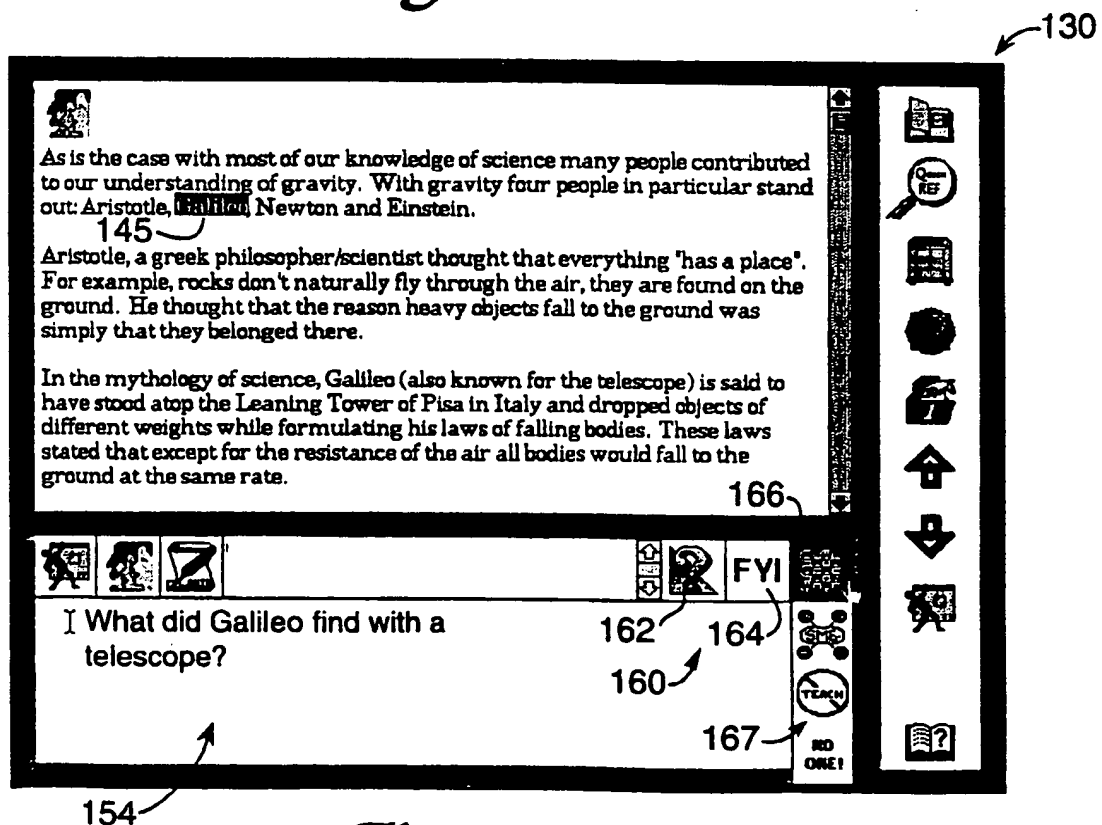 130
REF
As is the case with most of our knowledge of science many people contributed
to our understanding of gravity. With gravity four people in particular stand
out: Aristotle, Galileo, Newton and Einstein.
145
Aristotle, a greek philosopher/scientist thought that everything "has a place".
For example, rocks don't naturally fly through the air, they are found on the
ground. He thought that the reason heavy objects fall to the ground was
simply that they belonged there.
In the mythology of science, Galileo (also known for the telescope) is said to
have stood atop the Leaning Tower of Pisa in Italy and dropped objects of
different weights while formulating his laws of falling bodies. These laws
stated that except for the resistance of the air all bodies would fall to the
ground at the same rate.
166
FYI
What did Galileo find with a
telescope?
162
164
160
TEACH
167
NO
ONE!
?
154